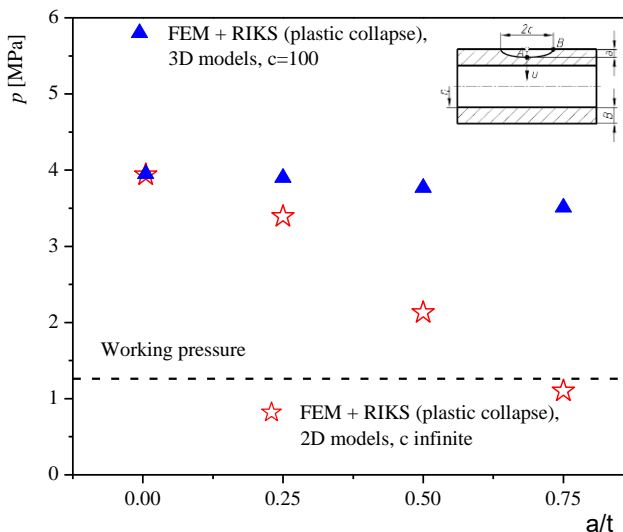 6
5
4
3
2
1
0
p [MPa]
FEM + RIKS (plastic collapse),
3D models, c=100
2c
A
B
a
u
B
Working pressure
FEM + RIKS (plastic collapse),
2D models, c infinite
0.00
0.25
0.50
0.75
a/t